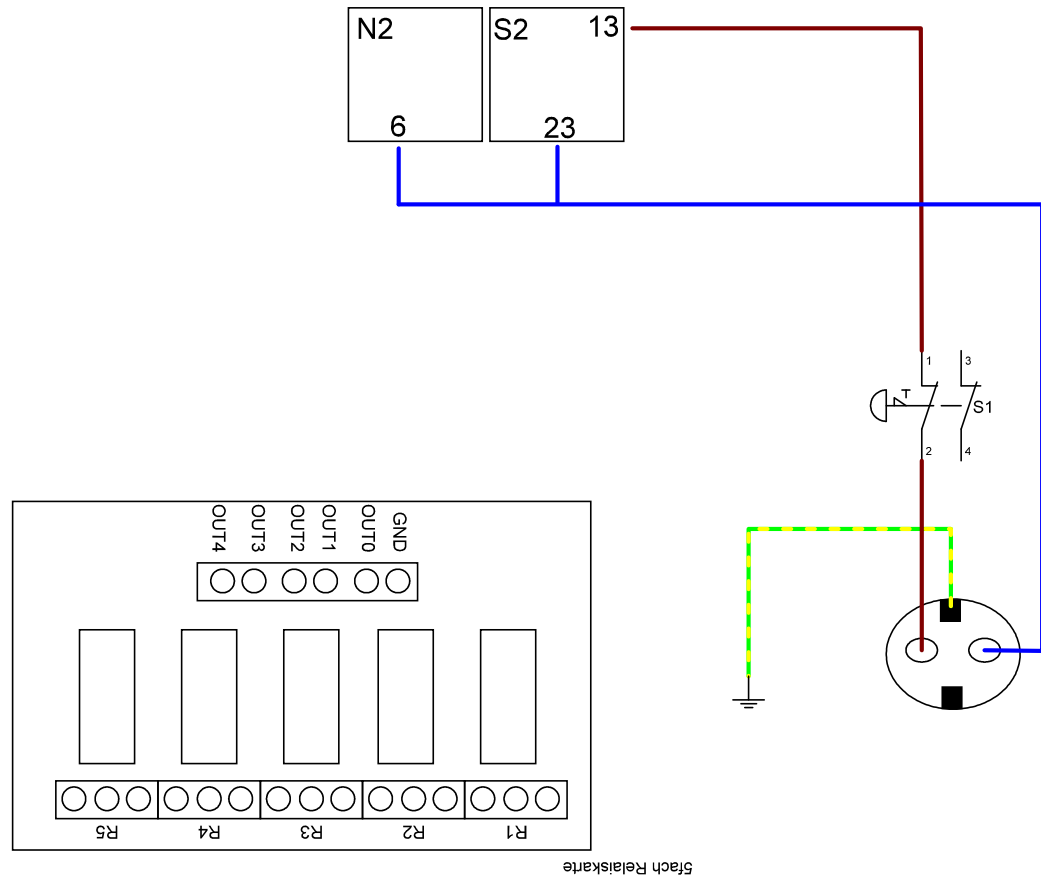 N2
S2
13
6
23
1
3
S1
2
4
OUT4
OUT3
OUT2
OUT1
OUT0
GND
R5
R4
R3
R2
R1
5fach Relaiskarte